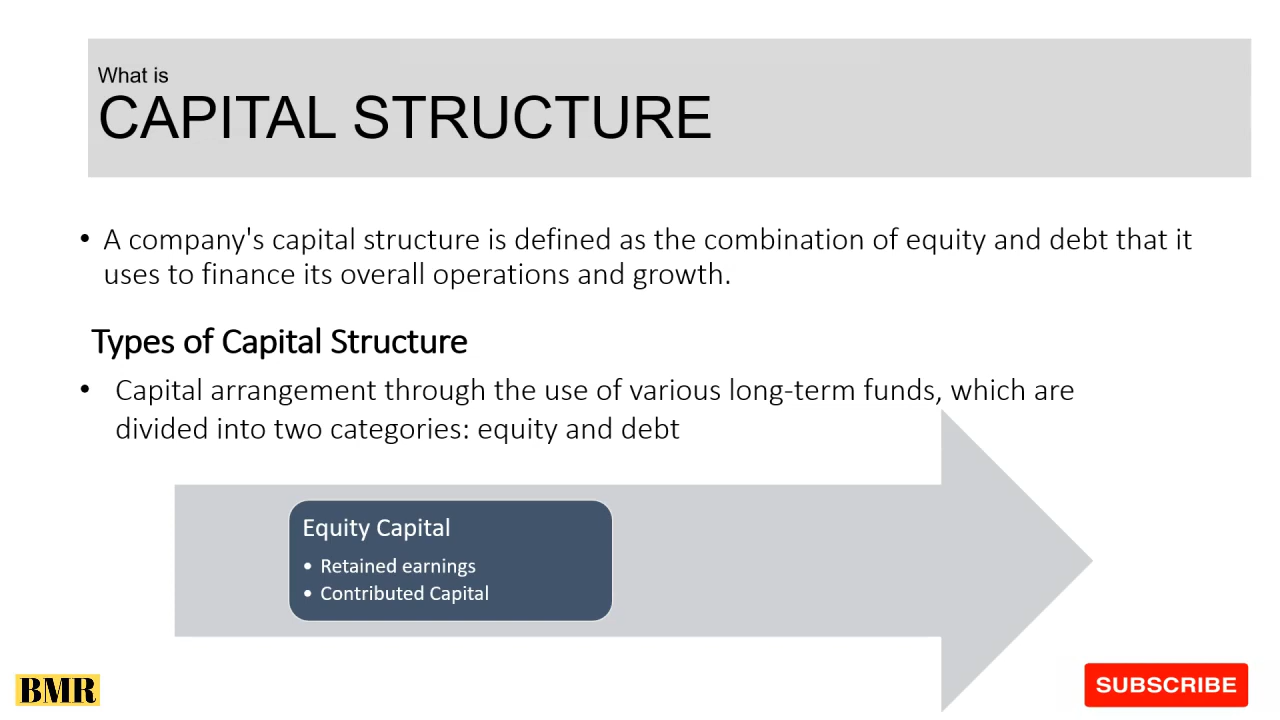 What is
CAPITAL STRUCTURE
• A company's capital structure is defined as the combination of equity and debt that it
uses to finance its overall operations and growth.
Types of Capital Structure
• Capital arrangement through the use of various long-term funds, which are
divided into two categories: equity and debt
Equity Capital
• Retained earnings
• Contributed Capital
BMR
SUBSCRIBE